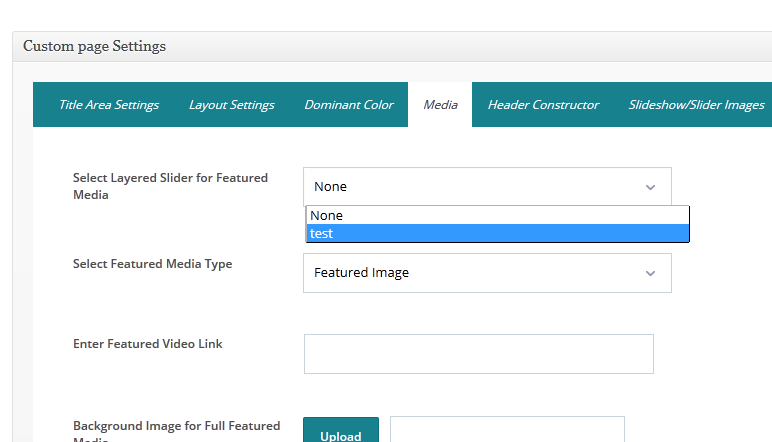 Custom page Settings
Title Area Settings Layout Settings Dominant Color Media Header Constructor Slideshow/Slider Images
Select Layered Slider for Featured
Media
None
None
test
Select Featured Media Type
Featured Image
Enter Featured Video Link
Background Image for Full Featured
Media
Upload